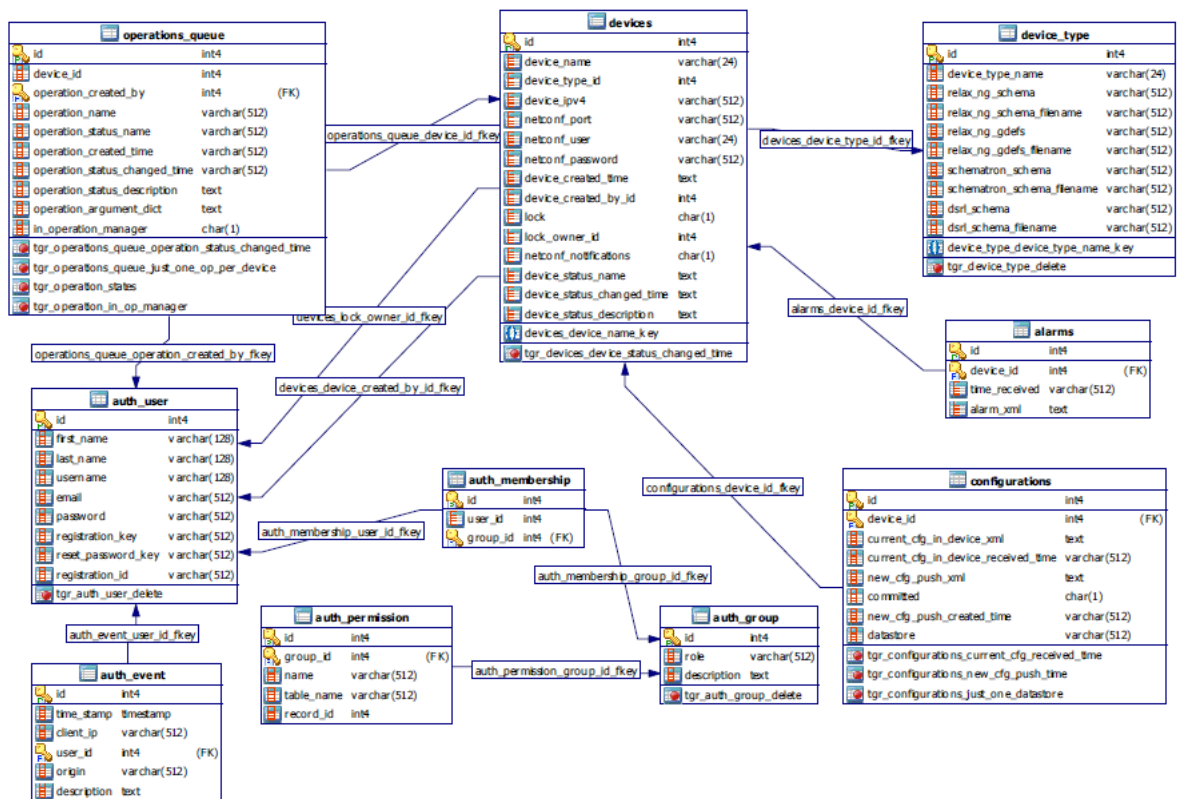 operations_queue
id int4
device_id int4
operation_created_by int4 (FK)
operation_name varchar(512)
operation_status_name varchar(512)
operation_created_time varchar(512)
operation_status_changed_time varchar(512)
operation_status_description text
operation_argument_dict text
in_operation_manager char(1)
tgr_operations_queue_operation_status_changed_time
tgr_operations_queue_just_one_op_per_device
tgr_operation_states
tgr_operation_in_op_manager
operations_queue_device_id_fkey
devices
id int4
device_name varchar(24)
device_type_id int4
device_ipv4 varchar(512)
netconf_port varchar(512)
netconf_user varchar(24)
netconf_password varchar(512)
device_created_time text
device_created_by_id int4
lock char(1)
lock_owner_id int4
netconf_notifications char(1)
device_status_name text
device_status_changed_time text
device_status_description text
devices_device_name_key
tgr_devices_device_status_changed_time
devices_device_type_id_fkey
device_type
id int4
device_type_name varchar(24)
relax_ng_schema varchar(512)
relax_ng_schema_filename varchar(512)
relax_ng_gdefs varchar(512)
relax_ng_gdefs_filename varchar(512)
schematron_schema varchar(512)
schematron_schema_filename varchar(512)
dsrl_schema varchar(512)
dsrl_schema_filename varchar(512)
device_type_device_type_name_key
tgr_device_type_delete
devices_lock_owner_id_fkey
alarms_device_id_fkey
operations_queue_operation_created_by_fkey
devices_device_created_by_id_fkey
alarms
id int4
device_id int4 (FK)
time_received varchar(512)
alarm_xml text
auth_user
id int4
first_name varchar(128)
last_name varchar(128)
username varchar(128)
email varchar(512)
password varchar(512)
registration_key varchar(512)
reset_password_key varchar(512)
registration_id varchar(512)
tgr_auth_user_delete
auth_membership
id int4
user_id int4
group_id int4 (FK)
auth_membership_user_id_fkey
configurations_device_id_fkey
auth_membership_group_id_fkey
configurations
id int4
device_id int4 (FK)
current_cfg_in_device_xml text
current_cfg_in_device_received_time varchar(512)
new_cfg_push_xml text
committed char(1)
new_cfg_push_created_time varchar(512)
datastore varchar(512)
tgr_configurations_current_cfg_received_time
tgr_configurations_new_cfg_push_time
tgr_configurations_just_one_datastore
auth_permission
id int4
group_id int4 (FK)
name varchar(512)
table_name varchar(512)
record_id int4
auth_permission_group_id_fkey
auth_group
id int4
role varchar(512)
description text
tgr_auth_group_delete
auth_event_user_id_fkey
auth_event
id int4
time_stamp timestamp
client_ip varchar(512)
user_id int4 (FK)
origin varchar(512)
description text